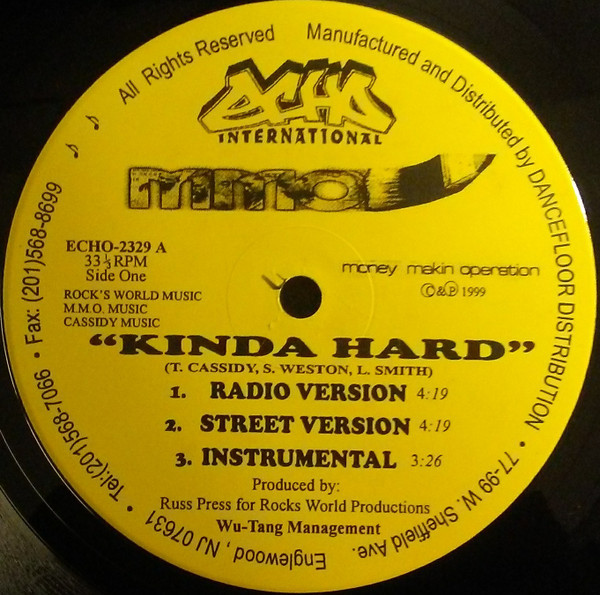 All Rights Reserved
Manufactured and Distributed by DANCEFLOOR DISTRIBUTION • 77-99 W. Sheffield Ave. Englewood, NJ 07631 • Tel:(201)568-7066 • Fax: (201)568-8699
ECHO
INTERNATIONAL
mmo
ECHO-2329 A
33 1/3 RPM
Side One
money makin operation
©&℗ 1999
ROCK'S WORLD MUSIC
M.M.O. MUSIC
CASSIDY MUSIC
"KINDA HARD"
(T. CASSIDY, S. WESTON, L. SMITH)
1. RADIO VERSION 4:19
2. STREET VERSION 4:19
3. INSTRUMENTAL 3:26
Produced by:
Russ Press for Rocks World Productions
Wu-Tang Management